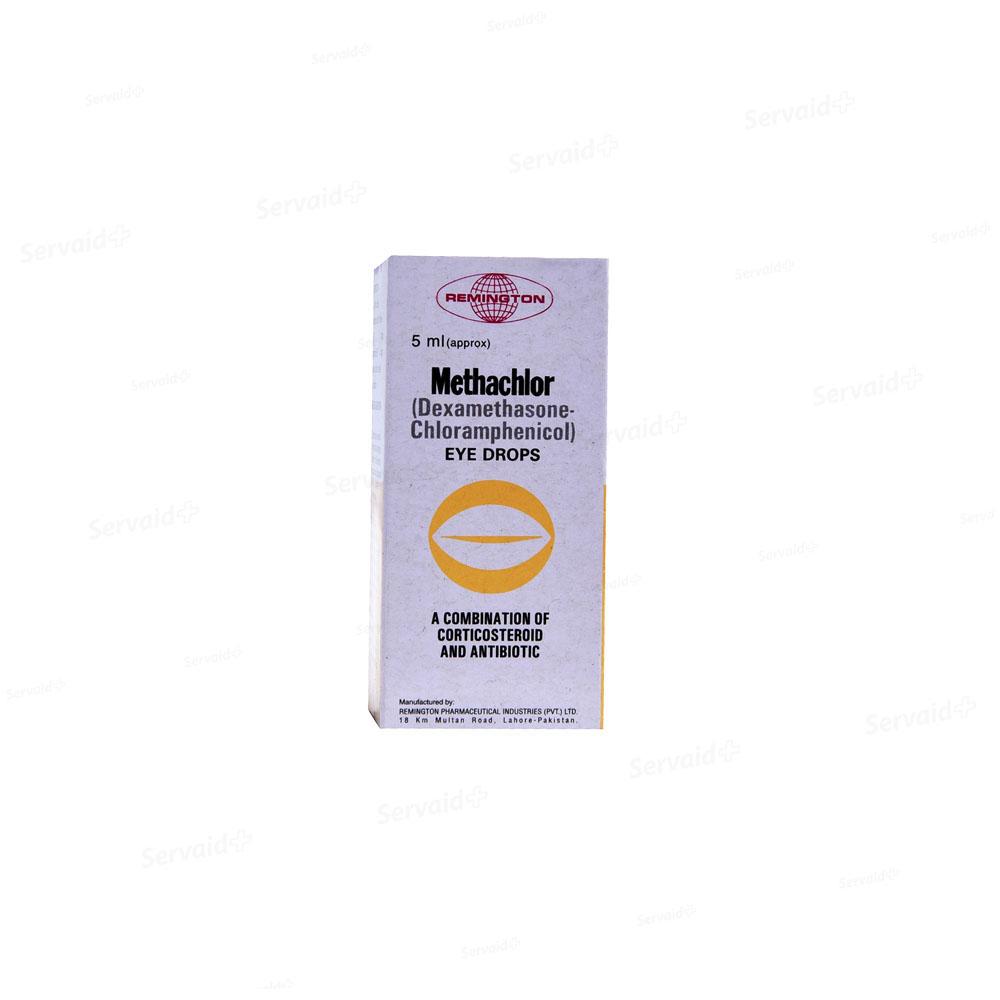 REMINGTON
5 ml (approx)
Methachlor
(Dexamethasone-
Chloramphenicol)
EYE DROPS
A COMBINATION OF
CORTICOSTEROID
AND ANTIBIOTIC
Manufactured by:
REMINGTON PHARMACEUTICAL INDUSTRIES (PVT.) LTD.
18 Km Multan Road, Lahore-Pakistan.
Servaid